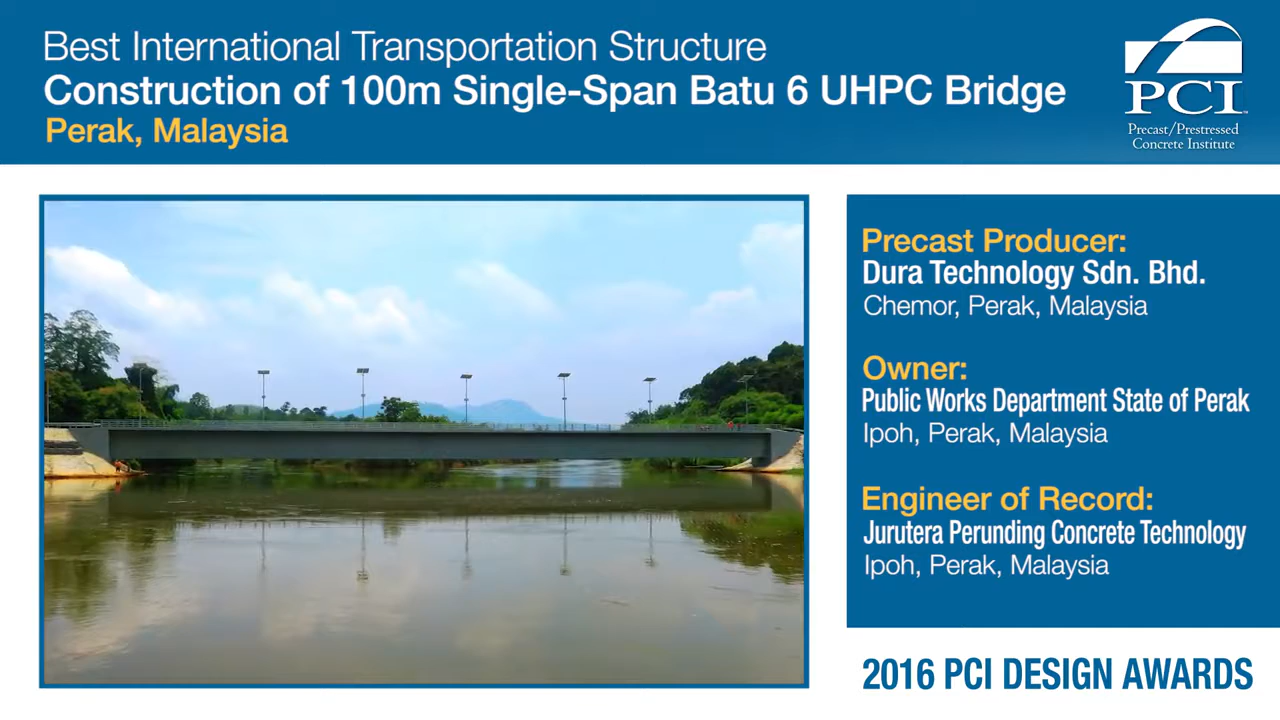 Best International Transportation Structure
Construction of 100m Single-Span Batu 6 UHPC Bridge
Perak, Malaysia
PCI™
Precast/Prestressed
Concrete Institute
Precast Producer:
Dura Technology Sdn. Bhd.
Chemor, Perak, Malaysia
Owner:
Public Works Department State of Perak
Ipoh, Perak, Malaysia
Engineer of Record:
Jurutera Perunding Concrete Technology
Ipoh, Perak, Malaysia
2016 PCI DESIGN AWARDS